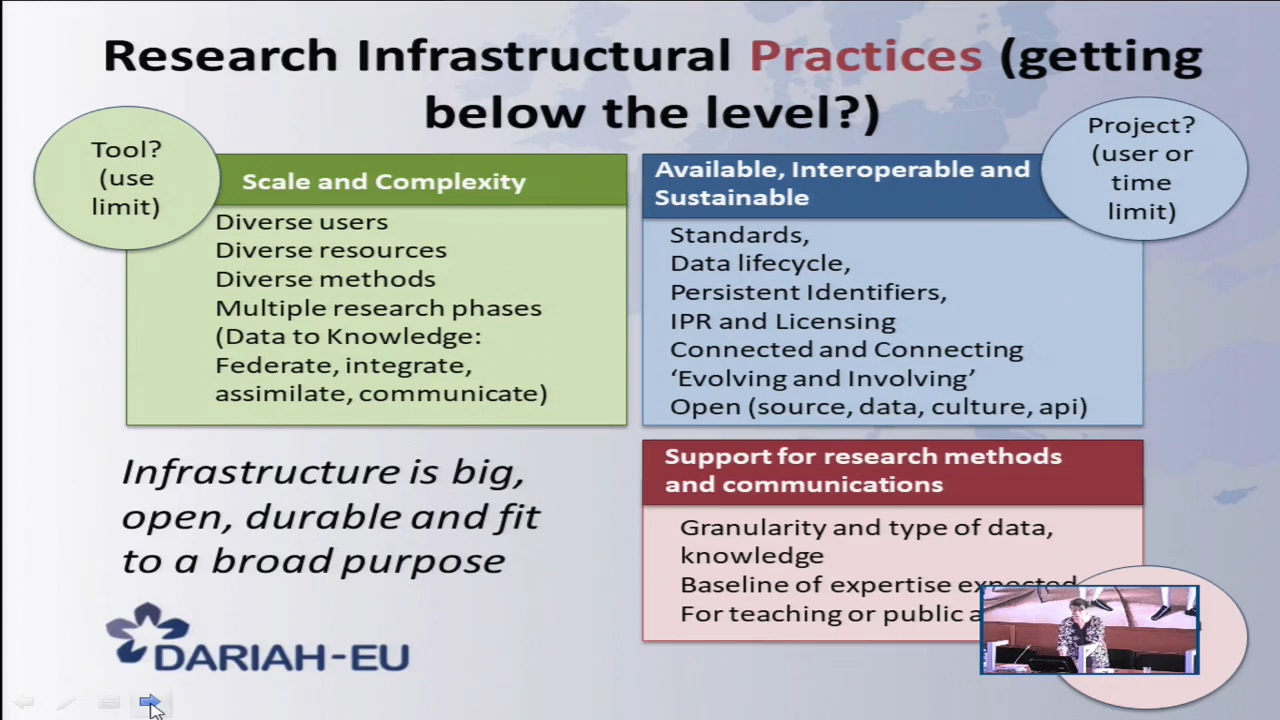 Research Infrastructural Practices (getting
below the level?)
Tool?
(use
limit)
Scale and Complexity
Diverse users
Diverse resources
Diverse methods
Multiple research phases
(Data to Knowledge:
Federate, integrate,
assimilate, communicate)
Available, Interoperable and
Sustainable
Project?
(user or
time
limit)
Standards,
Data lifecycle,
Persistent Identifiers,
IPR and Licensing
Connected and Connecting
‘Evolving and Involving’
Open (source, data, culture, api)
Infrastructure is big,
open, durable and fit
to a broad purpose
Support for research methods
and communications
Granularity and type of data,
knowledge
Baseline of expertise expected
For teaching or public
DARIAH-EU